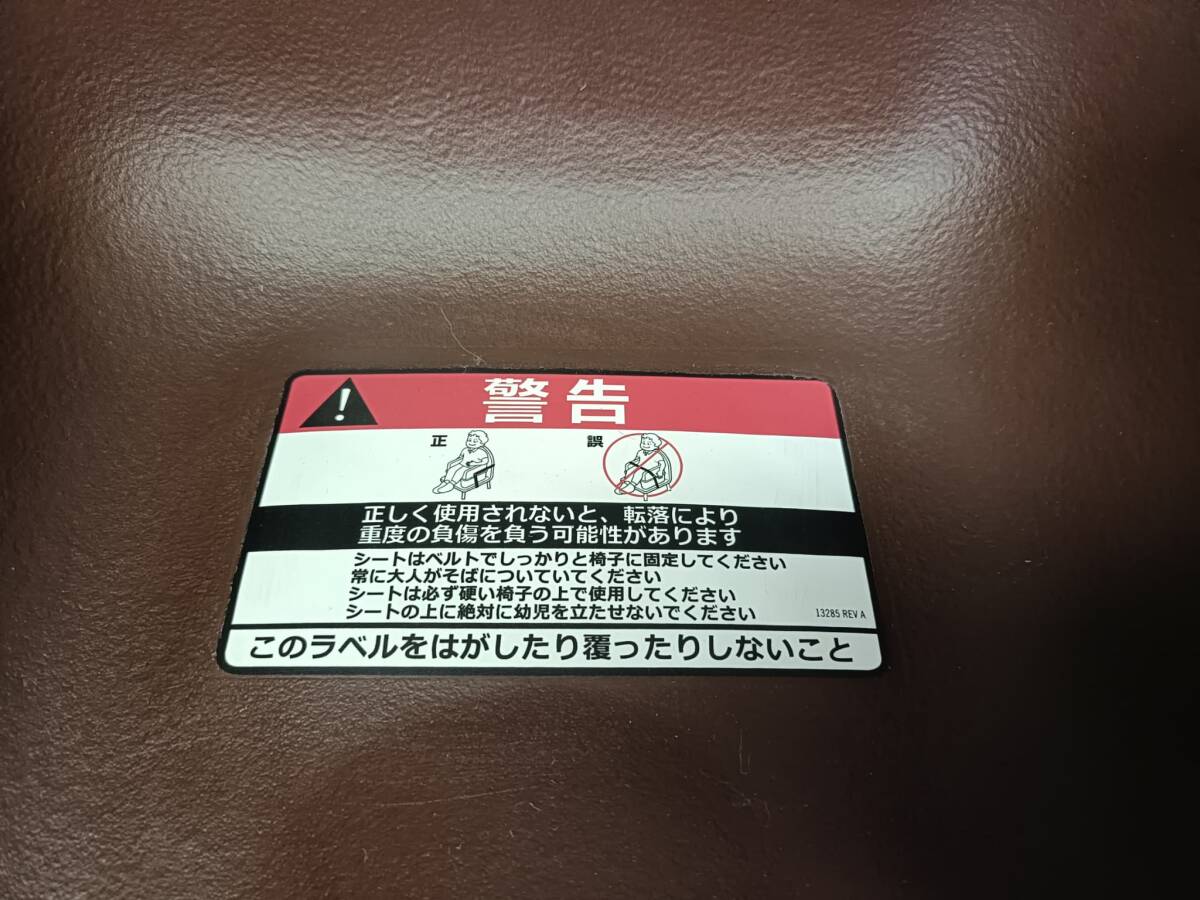 警告
正 誤
正しく使用されないと、転落により
重度の負傷を負う可能性があります
シートはベルトでしっかりと椅子に固定してください
常に大人がそばについていてください
シートは必ず硬い椅子の上で使用してください
シートの上に絶対に幼児を立たせないでください
13285 REV A
このラベルをはがしたり覆ったりしないこと